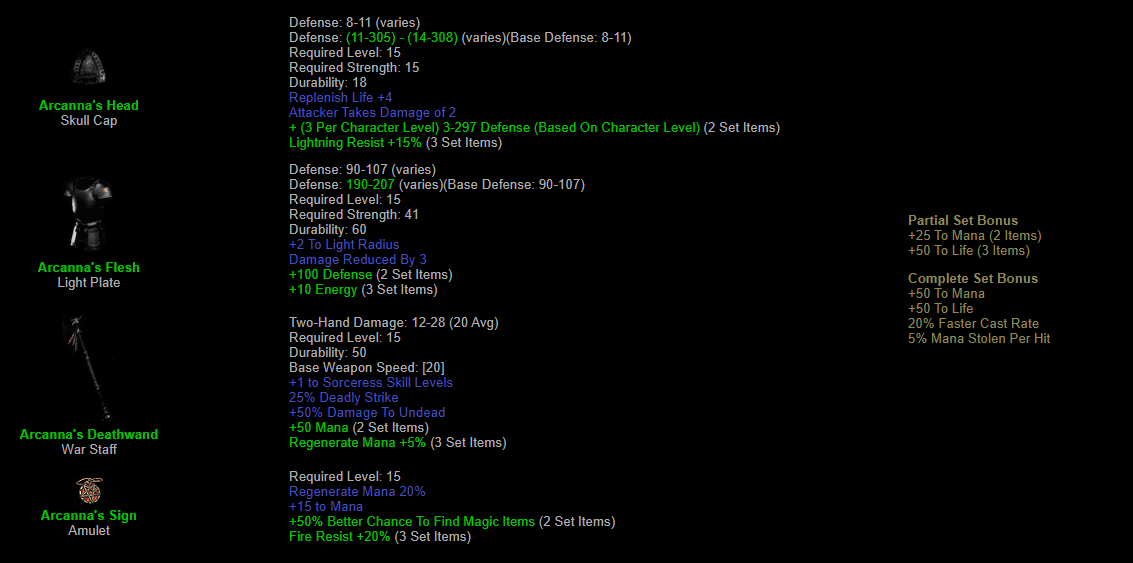 Arcanna's Head
Skull Cap
Defense: 8-11 (varies)
Defense: (11-305) - (14-308) (varies)(Base Defense: 8-11)
Required Level: 15
Required Strength: 15
Durability: 18
Replenish Life +4
Attacker Takes Damage of 2
+ (3 Per Character Level) 3-297 Defense (Based On Character Level) (2 Set Items)
Lightning Resist +15% (3 Set Items)
Arcanna's Flesh
Light Plate
Defense: 90-107 (varies)
Defense: 190-207 (varies)(Base Defense: 90-107)
Required Level: 15
Required Strength: 41
Durability: 60
+2 To Light Radius
Damage Reduced By 3
+100 Defense (2 Set Items)
+10 Energy (3 Set Items)
Arcanna's Deathwand
War Staff
Two-Hand Damage: 12-28 (20 Avg)
Required Level: 15
Durability: 50
Base Weapon Speed: [20]
+1 to Sorceress Skill Levels
25% Deadly Strike
+50% Damage To Undead
+50 Mana (2 Set Items)
Regenerate Mana +5% (3 Set Items)
Arcanna's Sign
Amulet
Required Level: 15
Regenerate Mana 20%
+15 to Mana
+50% Better Chance To Find Magic Items (2 Set Items)
Fire Resist +20% (3 Set Items)
Partial Set Bonus
+25 To Mana (2 Items)
+50 To Life (3 Items)
Complete Set Bonus
+50 To Mana
+50 To Life
20% Faster Cast Rate
5% Mana Stolen Per Hit